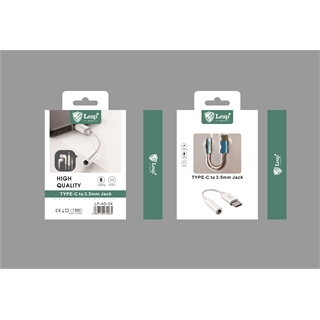 Leap
HIGH
QUALITY
TYPE-C to 3.5mm Jack
Leap
Leap
TYPE-C to 3.5mm Jack
Leap